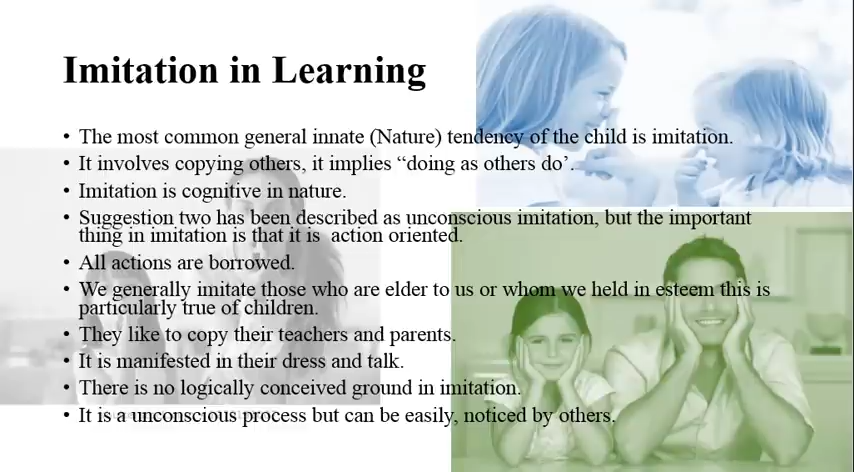 Imitation in Learning
• The most common general innate (Nature) tendency of the child is imitation.
• It involves copying others, it implies “doing as others do’.
• Imitation is cognitive in nature.
• Suggestion two has been described as unconscious imitation, but the important
thing in imitation is that it is action oriented.
• All actions are borrowed.
• We generally imitate those who are elder to us or whom we held in esteem this is
particularly true of children.
• They like to copy their teachers and parents.
• It is manifested in their dress and talk.
• There is no logically conceived ground in imitation.
• It is a unconscious process but can be easily, noticed by others.